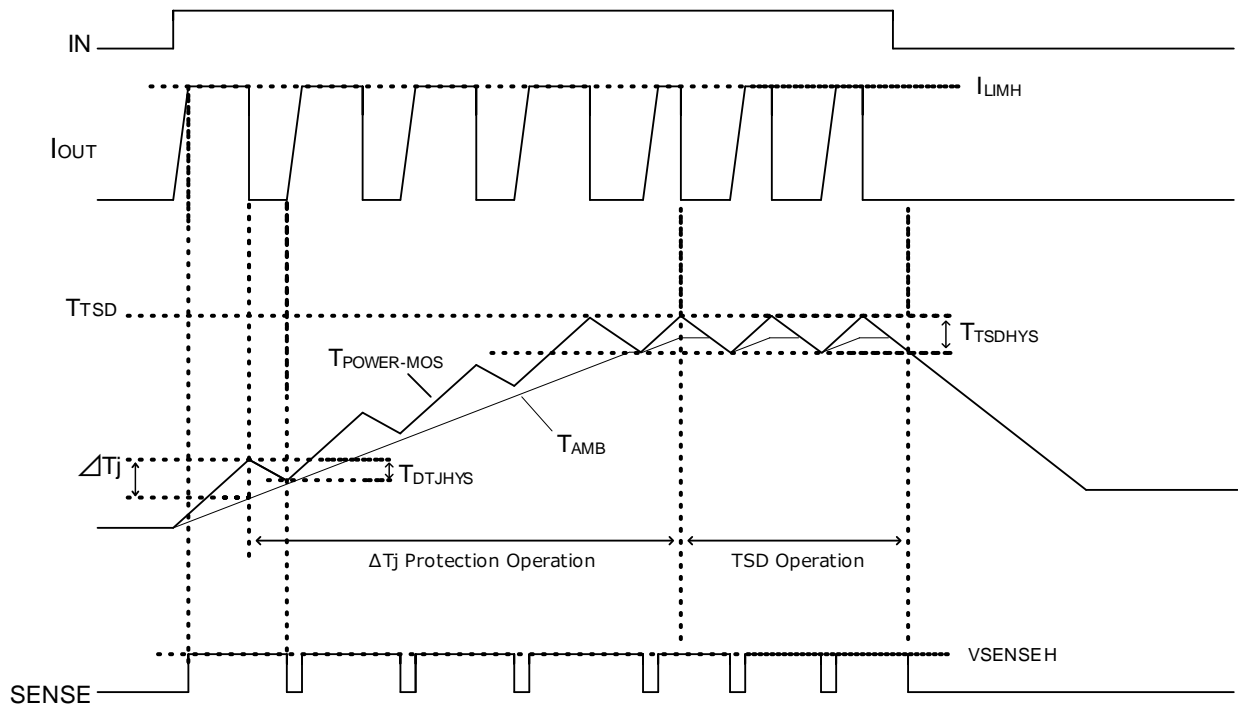 IN
ILIMH
IOUT
TTSD
TTSDHYS
TPOWER-MOS
TAMB
⊿Tj
TDTJHYS
ΔTj Protection Operation
TSD Operation
VSENSEH
SENSE